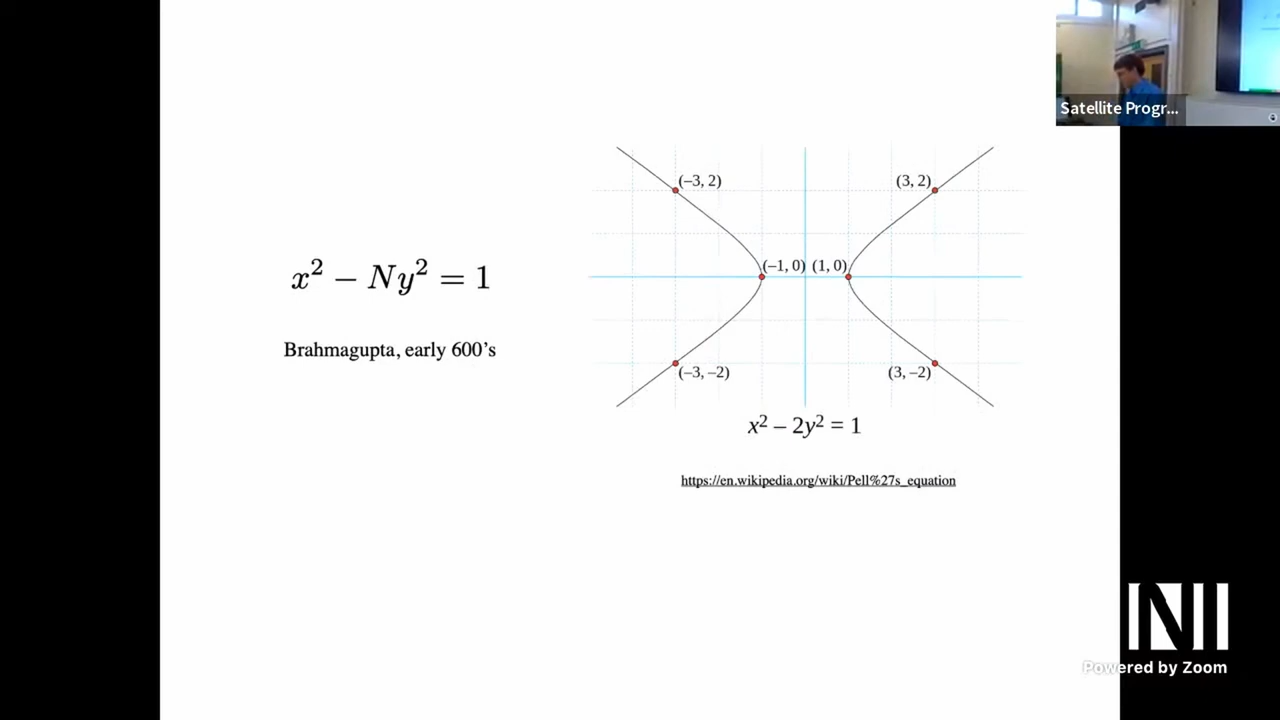 Satellite Progr...
(–3, 2)
(3, 2)
(–1, 0) (1, 0)
x² − Ny² = 1
Brahmagupta, early 600's
(–3, –2)
(3, –2)
x² – 2y² = 1
https://en.wikipedia.org/wiki/Pell%27s_equation
NI
Powered by Zoom